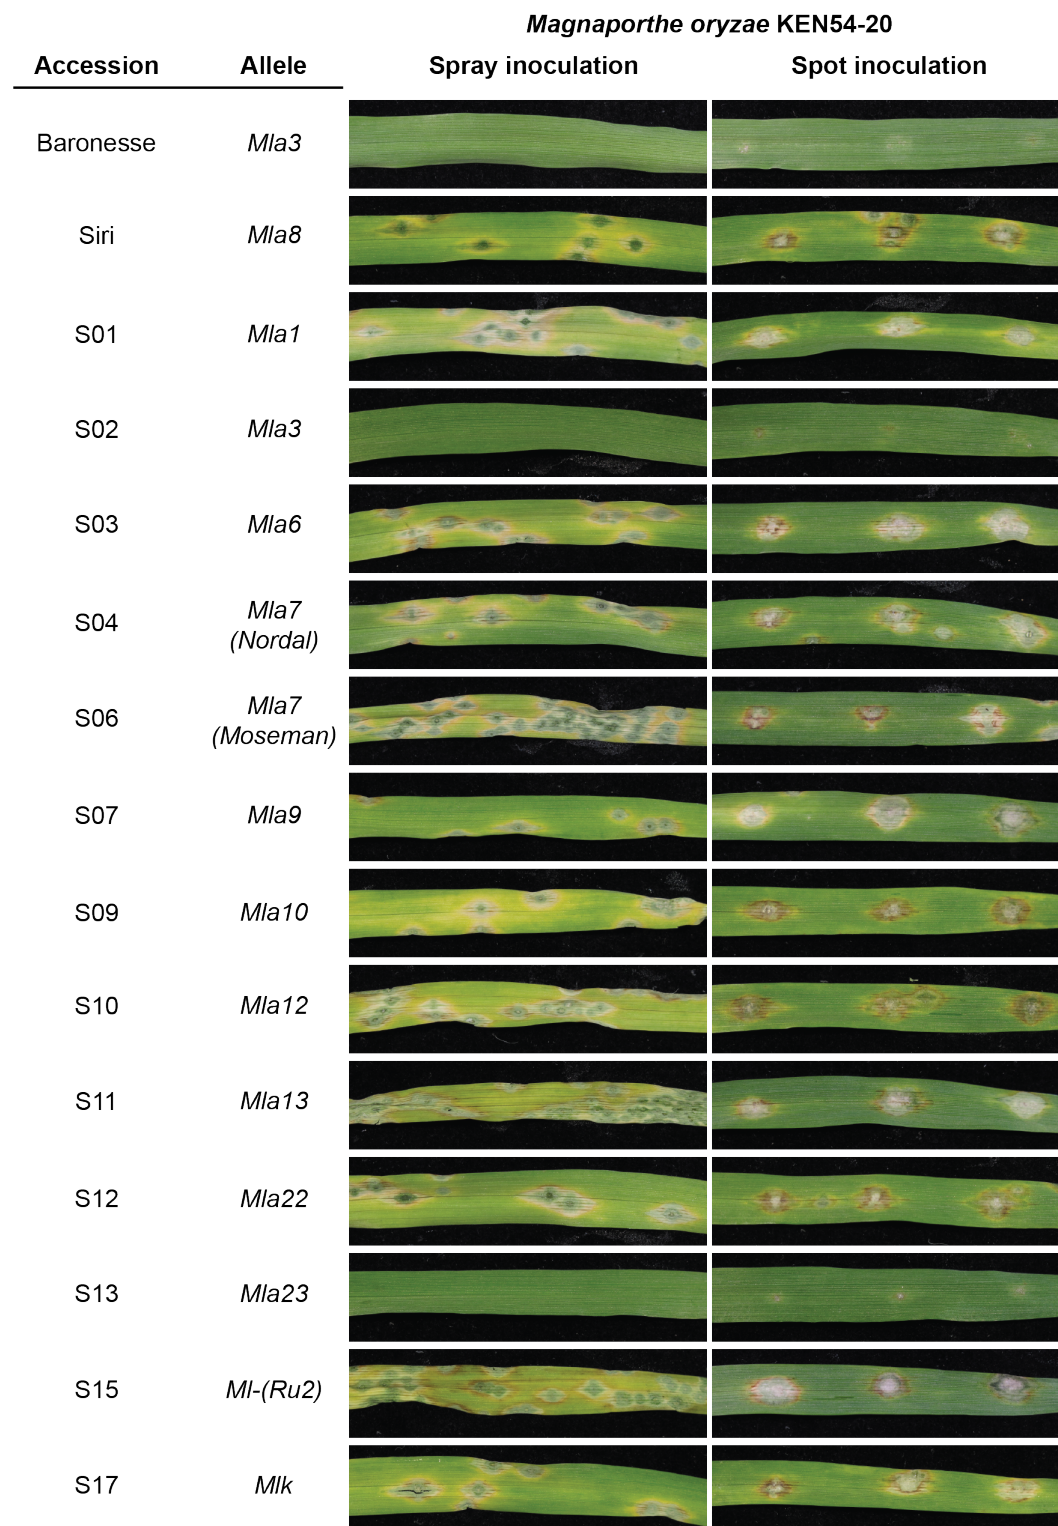 Magnaporthe oryzae KEN54-20
Accession Allele Spray inoculation Spot inoculation
Baronesse Mla3
Siri Mla8
S01 Mla1
S02 Mla3
S03 Mla6
S04 Mla7
(Nordal)
S06 Mla7
(Moseman)
S07 Mla9
S09 Mla10
S10 Mla12
S11 Mla13
S12 Mla22
S13 Mla23
S15 Ml-(Ru2)
S17 Mlk